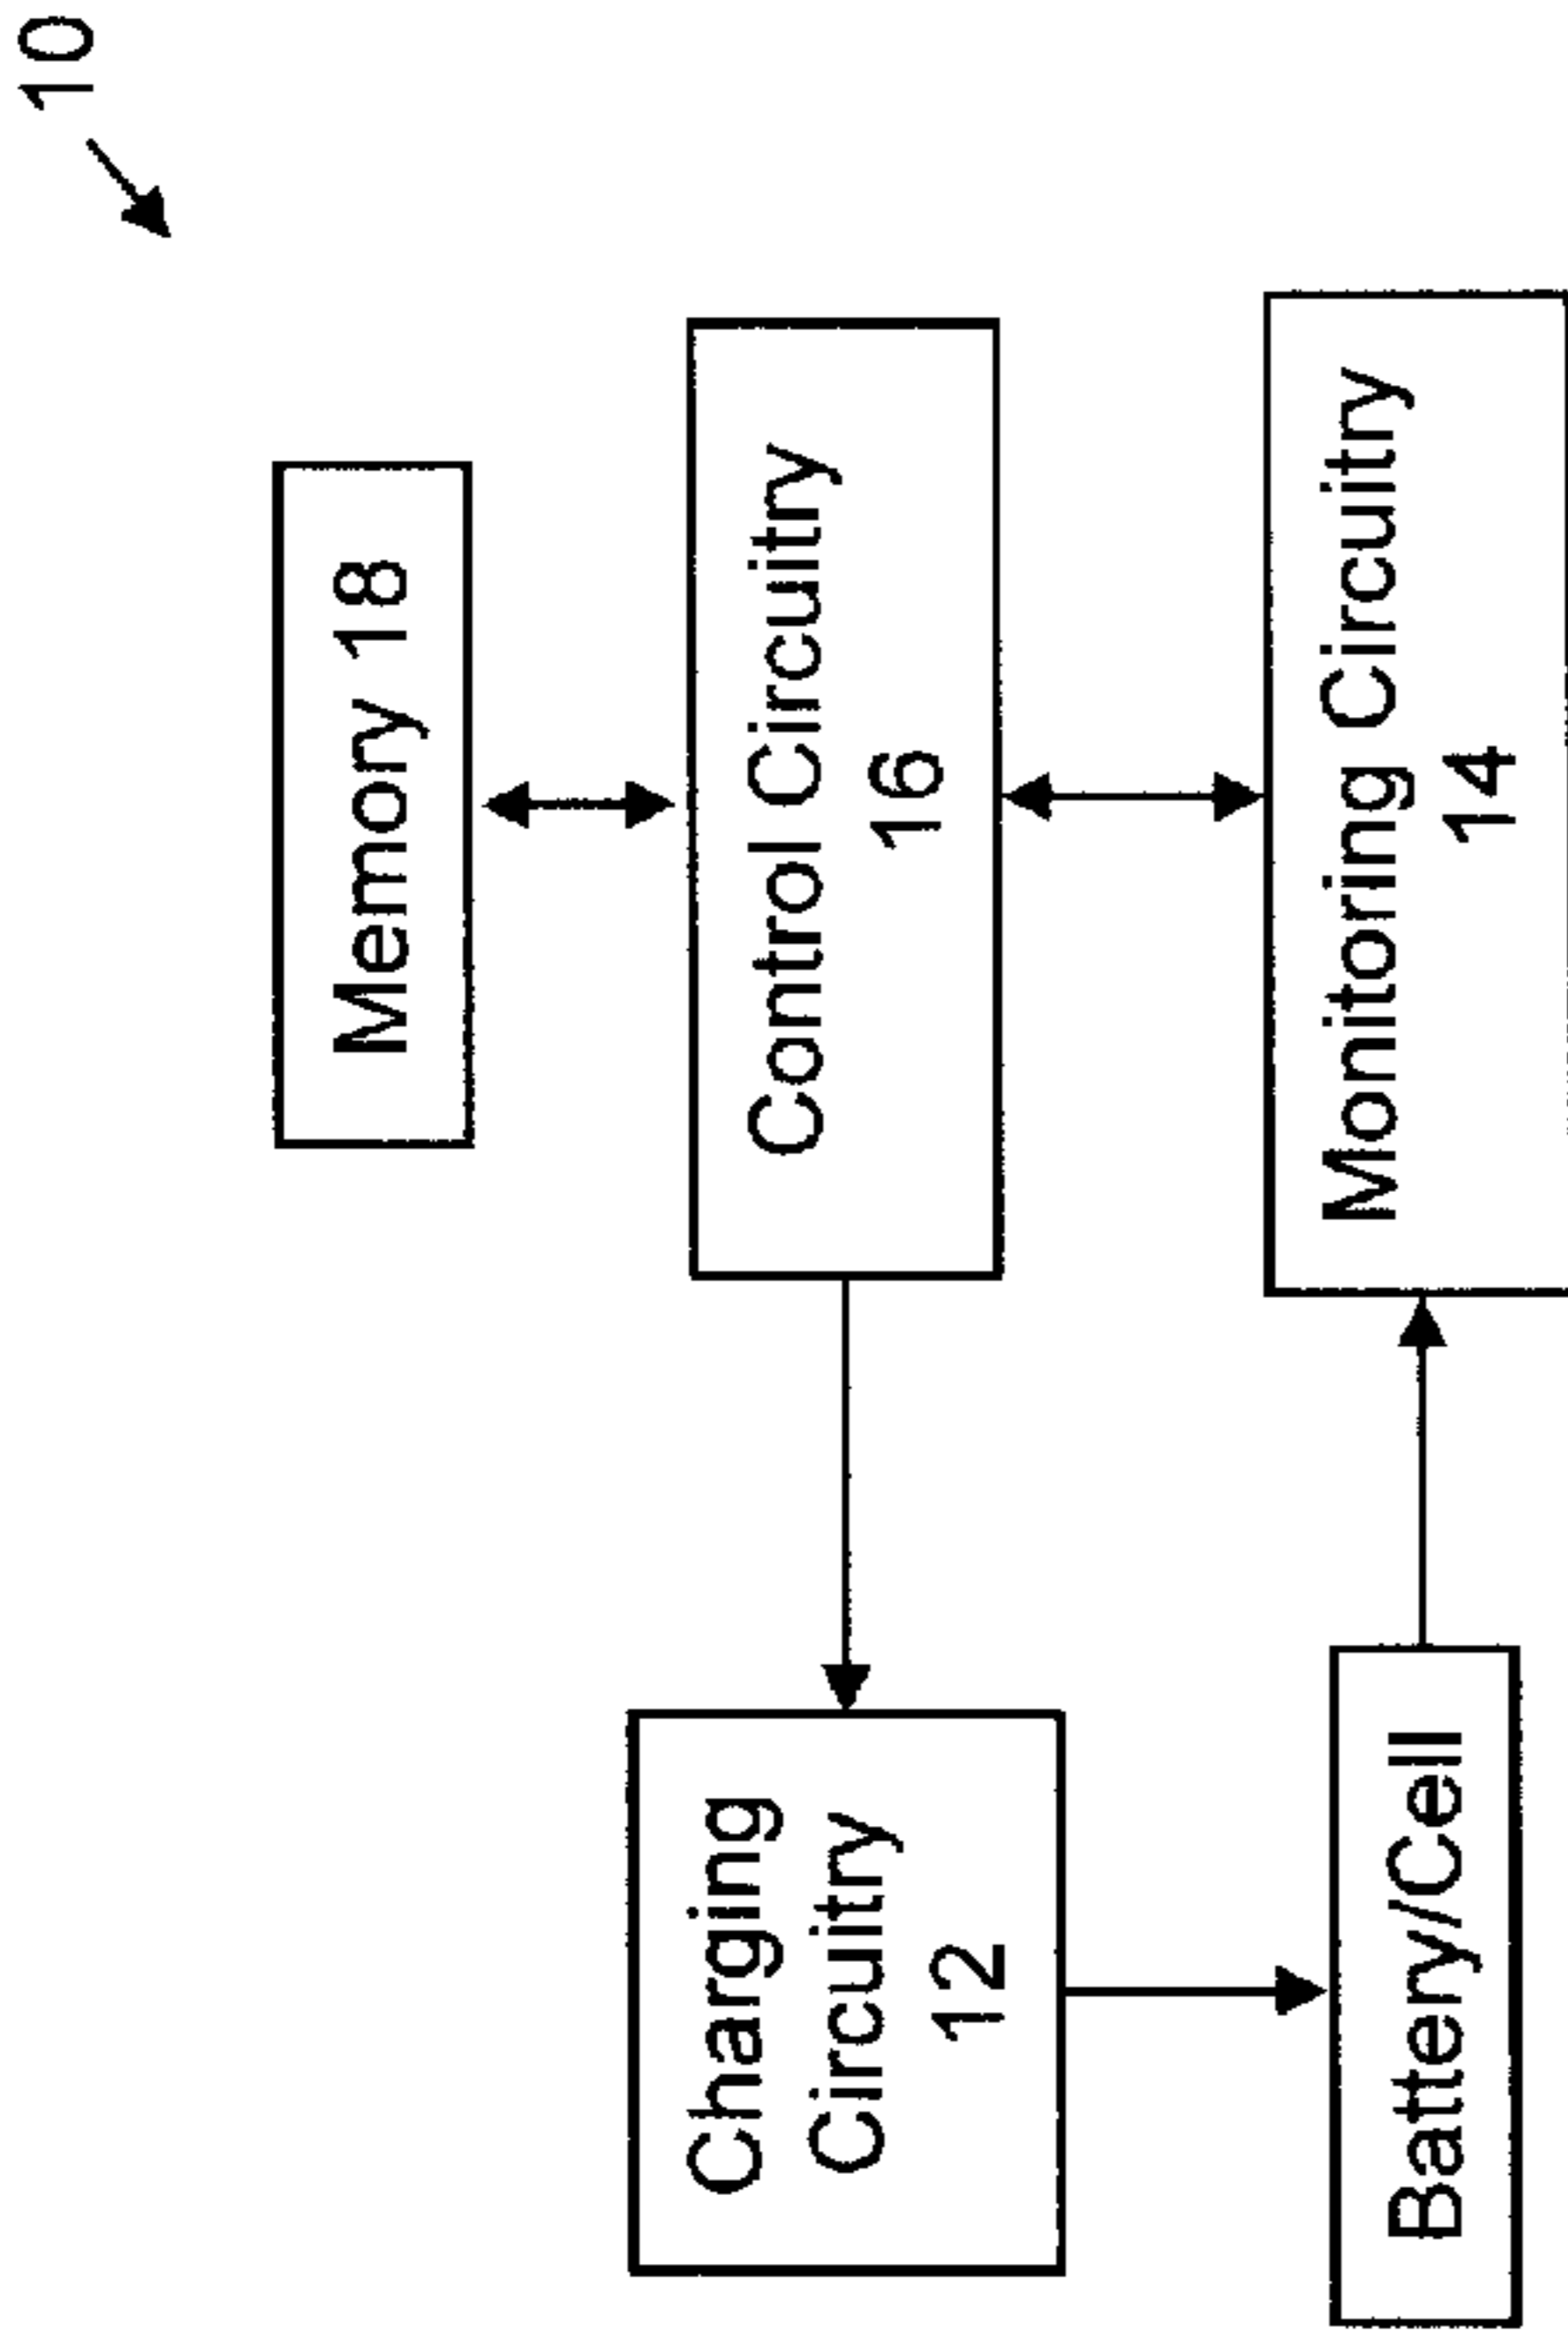 10
Memory 18
Control Circuitry
16
Charging
Circuitry
12
Monitoring Circuitry
14
Battery/Cell